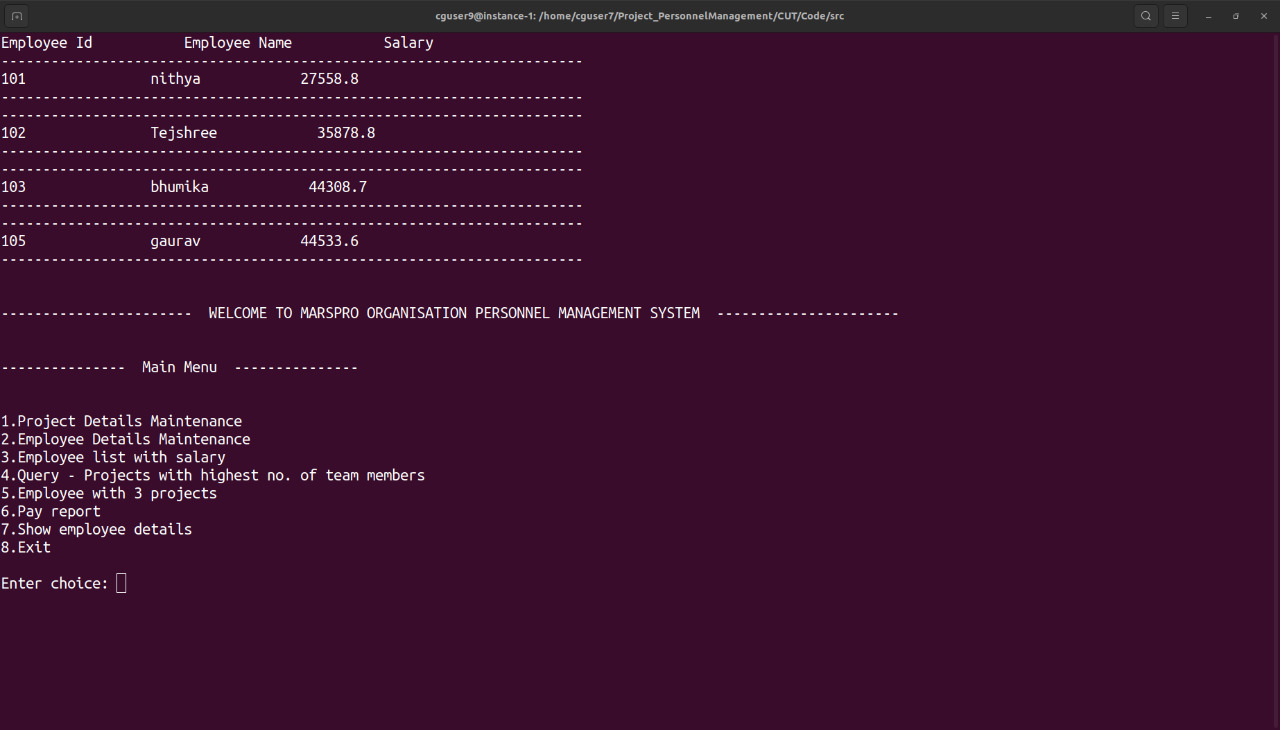 cguser9@instance-1: /home/cguser7/Project_PersonnelManagement/CUT/Code/src
Employee Id           Employee Name           Salary
----------------------------------------------------------------------
101               nithya            27558.8
----------------------------------------------------------------------
----------------------------------------------------------------------
102               Tejshree            35878.8
----------------------------------------------------------------------
----------------------------------------------------------------------
103               bhumika            44308.7
----------------------------------------------------------------------
----------------------------------------------------------------------
105               gaurav            44533.6
----------------------------------------------------------------------
-----------------------  WELCOME TO MARSPRO ORGANISATION PERSONNEL MANAGEMENT SYSTEM  ----------------------
---------------  Main Menu  ---------------
1.Project Details Maintenance
2.Employee Details Maintenance
3.Employee list with salary
4.Query - Projects with highest no. of team members
5.Employee with 3 projects
6.Pay report
7.Show employee details
8.Exit
Enter choice: